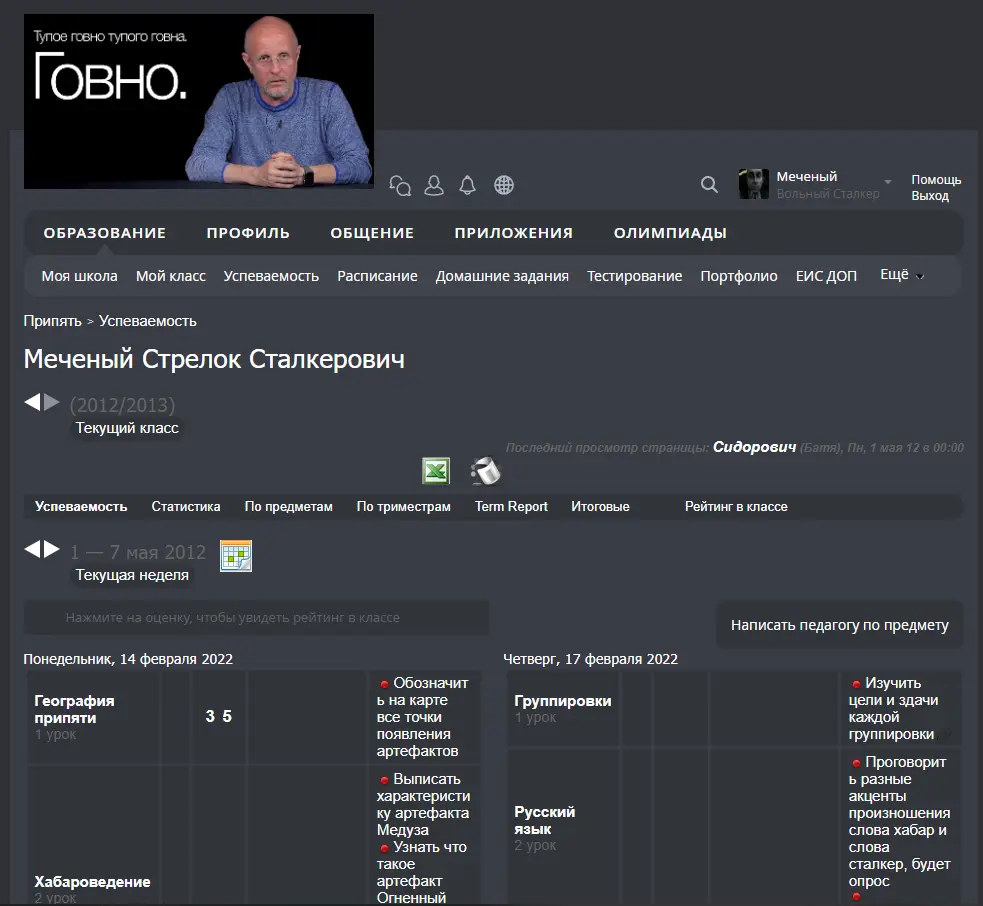 Тупое говно тупого говна.
Говно.
Меченый
Вольный Сталкер
Помощь
Выход
ОБРАЗОВАНИЕ ПРОФИЛЬ ОБЩЕНИЕ ПРИЛОЖЕНИЯ ОЛИМПИАДЫ
Моя школа Мой класс Успеваемость Расписание Домашние задания Тестирование Портфолио ЕИС ДОП Ещё
Припять > Успеваемость
Меченый Стрелок Сталкерович
(2012/2013)
Текущий класс
Последний просмотр страницы: Сидорович (Батя), Пн, 1 мая 12 в 00:00
Успеваемость Статистика По предметам По триместрам Term Report Итоговые Рейтинг в классе
1 — 7 мая 2012
Текущая неделя
Нажмите на оценку, чтобы увидеть рейтинг в классе
Написать педагогу по предмету
Понедельник, 14 февраля 2022
География
припяти
1 урок
3 5
Обозначит
ь на карте
все точки
появления
артефактов
Хабароведение
2 урок
Выписать
характеристи
ку артефакта
Медуза
Узнать что
такое
артефакт
Огненный
Четверг, 17 февраля 2022
Группировки
1 урок
Изучить
цели и здачи
каждой
группировки
Русский
язык
2 урок
Проговорит
ь разные
акценты
произношения
слова хабар и
слова
сталкер, будет
опрос